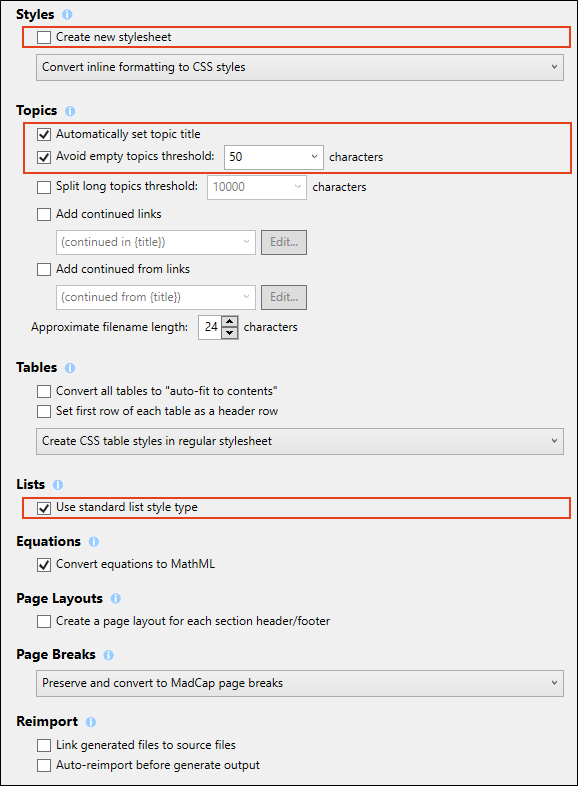 Styles
Create new stylesheet
Convert inline formatting to CSS styles
Topics
Automatically set topic title
Avoid empty topics threshold: 50 characters
Split long topics threshold: 10000 characters
Add continued links
(continued in {title}) Edit...
Add continued from links
(continued from {title}) Edit...
Approximate filename length: 24 characters
Tables
Convert all tables to "auto-fit to contents"
Set first row of each table as a header row
Create CSS table styles in regular stylesheet
Lists
Use standard list style type
Equations
Convert equations to MathML
Page Layouts
Create a page layout for each section header/footer
Page Breaks
Preserve and convert to MadCap page breaks
Reimport
Link generated files to source files
Auto-reimport before generate output